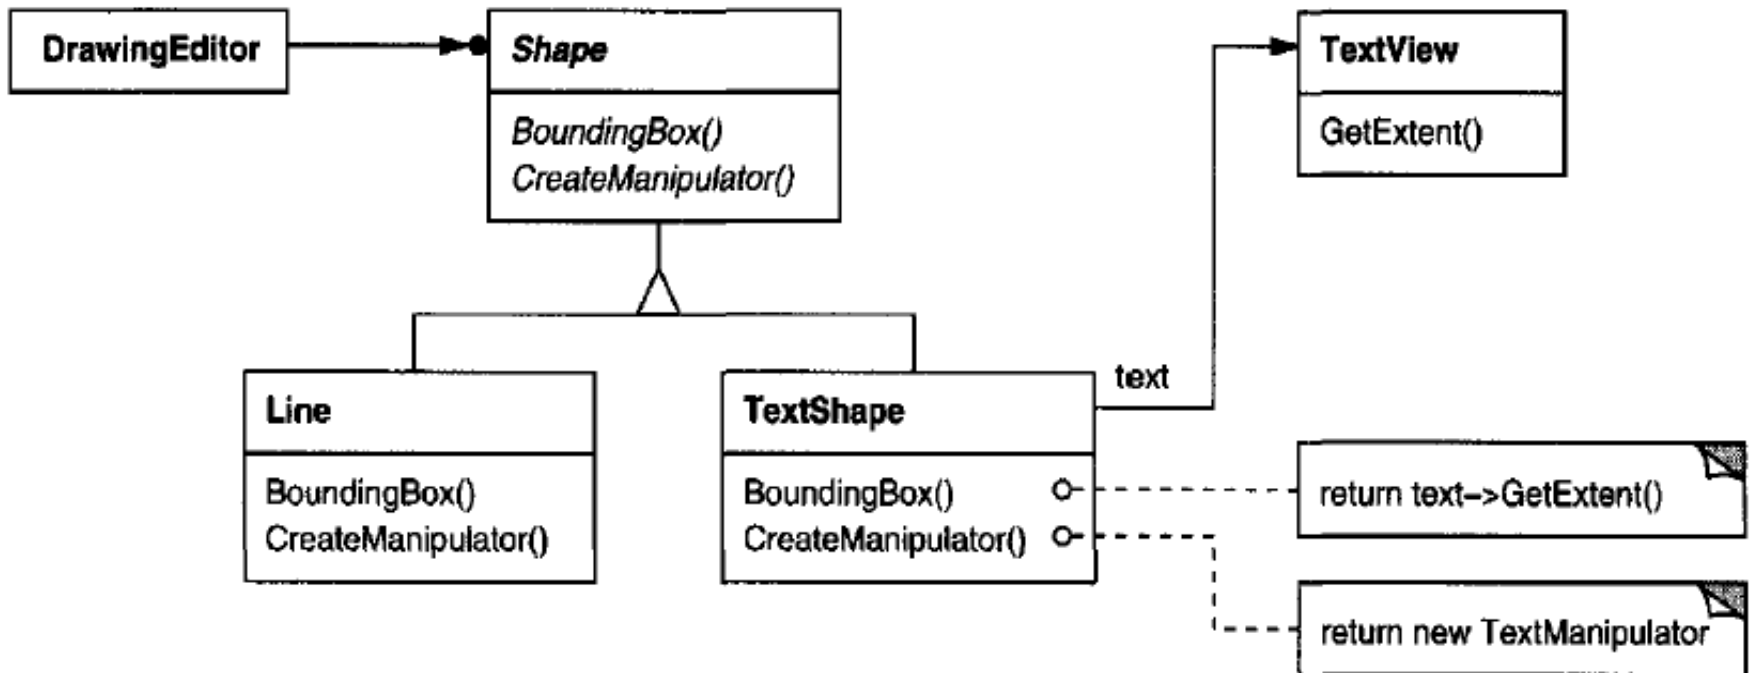 DrawingEditor
Shape
BoundingBox()
CreateManipulator()
TextView
GetExtent()
Line
BoundingBox()
CreateManipulator()
text
TextShape
BoundingBox()
CreateManipulator()
return text->GetExtent()
return new TextManipulator